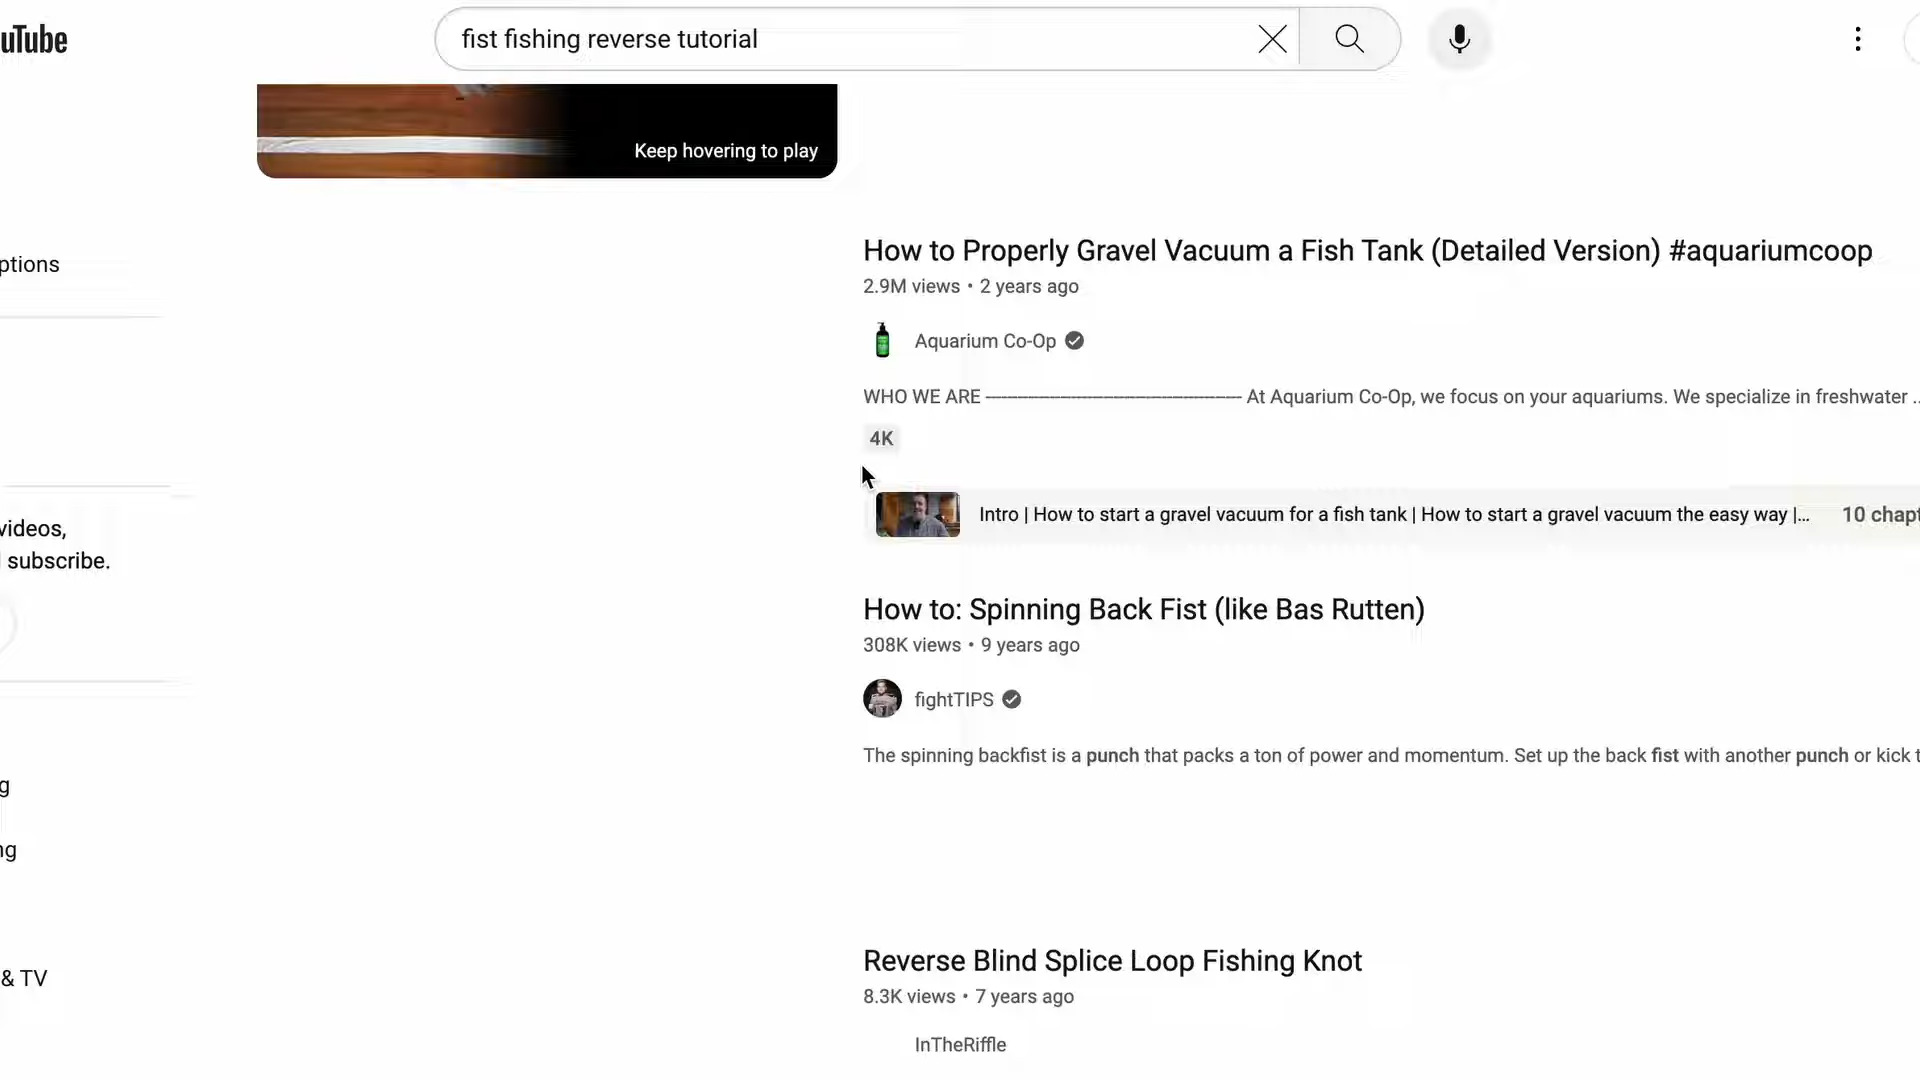 uTube
fist fishing reverse tutorial
Keep hovering to play
ptions
How to Properly Gravel Vacuum a Fish Tank (Detailed Version) #aquariumcoop
2.9M views • 2 years ago
Aquarium Co-Op
WHO WE ARE ------------------------------------------- At Aquarium Co-Op, we focus on your aquariums. We specialize in freshwater ..
4K
Intro | How to start a gravel vacuum for a fish tank | How to start a gravel vacuum the easy way |... 10 chapt
videos,
subscribe.
How to: Spinning Back Fist (like Bas Rutten)
308K views • 9 years ago
fightTIPS
The spinning backfist is a punch that packs a ton of power and momentum. Set up the back fist with another punch or kick t
g
ng
Reverse Blind Splice Loop Fishing Knot
& TV
8.3K views • 7 years ago
InTheRiffle